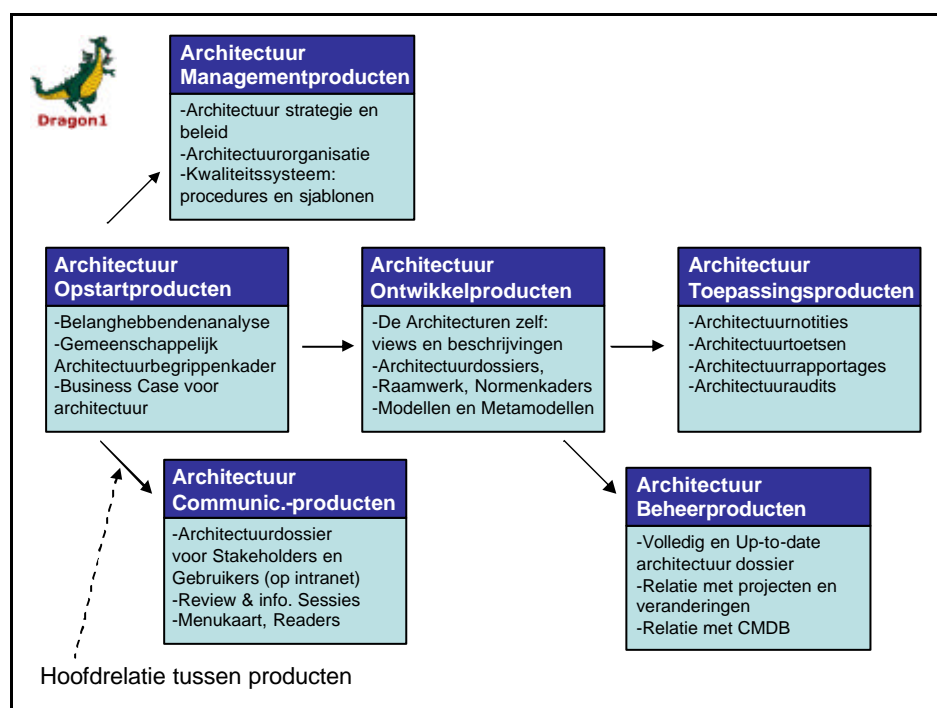 Dragon1
Architectuur
Managementproducten
-Architectuur strategie en
beleid
-Architectuurorganisatie
-Kwaliteitssysteem:
procedures en sjablonen
Architectuur
Opstartproducten
-Belanghebbendenanalyse
-Gemeenschappelijk
Architectuurbegrippenkader
-Business Case voor
architectuur
Architectuur
Ontwikkelproducten
-De Architecturen zelf:
views en beschrijvingen
-Architectuurdossiers,
-Raamwerk, Normenkaders
-Modellen en Metamodellen
Architectuur
Toepassingsproducten
-Architectuurnotities
-Architectuurtoetsen
-Architectuurrapportages
-Architectuuraudits
Architectuur
Communic.-producten
-Architectuurdossier
voor Stakeholders en
Gebruikers (op intranet)
-Review & info. Sessies
-Menukaart, Readers
Architectuur
Beheerproducten
-Volledig en Up-to-date
architectuur dossier
-Relatie met projecten en
veranderingen
-Relatie met CMDB
Hoofdrelatie tussen producten